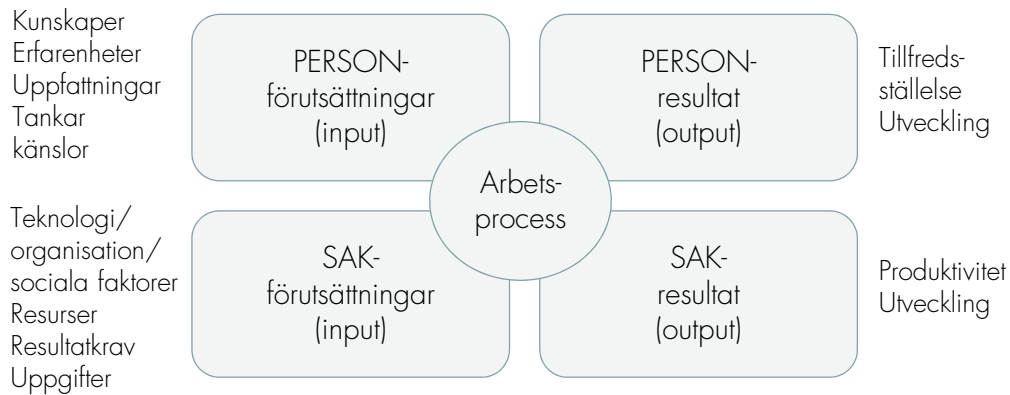 Kunskaper
Erfarenheter
Uppfattningar
Tankar
känslor
PERSON-
förutsättningar
(input)
PERSON-
resultat
(output)
Tillfreds-
ställelse
Utveckling
Arbets-
process
Teknologi/
organisation/
sociala faktorer
Resurser
Resultatkrav
Uppgifter
SAK-
förutsättningar
(input)
SAK-
resultat
(output)
Produktivitet
Utveckling